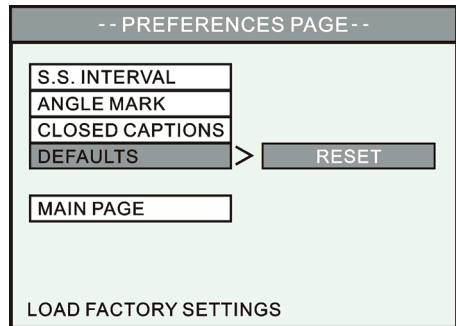 -- PREFERENCES PAGE--
S.S. INTERVAL
ANGLE MARK
CLOSED CAPTIONS
DEFAULTS > RESET
MAIN PAGE
LOAD FACTORY SETTINGS